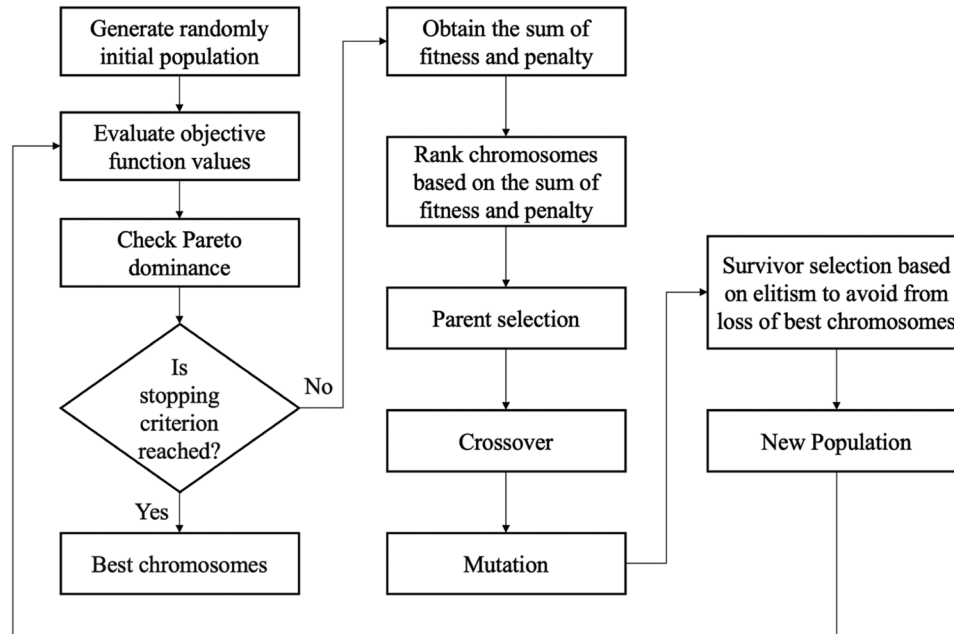 Generate randomly
initial population
Evaluate objective
function values
Check Pareto
dominance
Is
stopping
criterion
reached?
No
Yes
Best chromosomes
Obtain the sum of
fitness and penalty
Rank chromosomes
based on the sum of
fitness and penalty
Parent selection
Crossover
Mutation
Survivor selection based
on elitism to avoid from
loss of best chromosomes
New Population